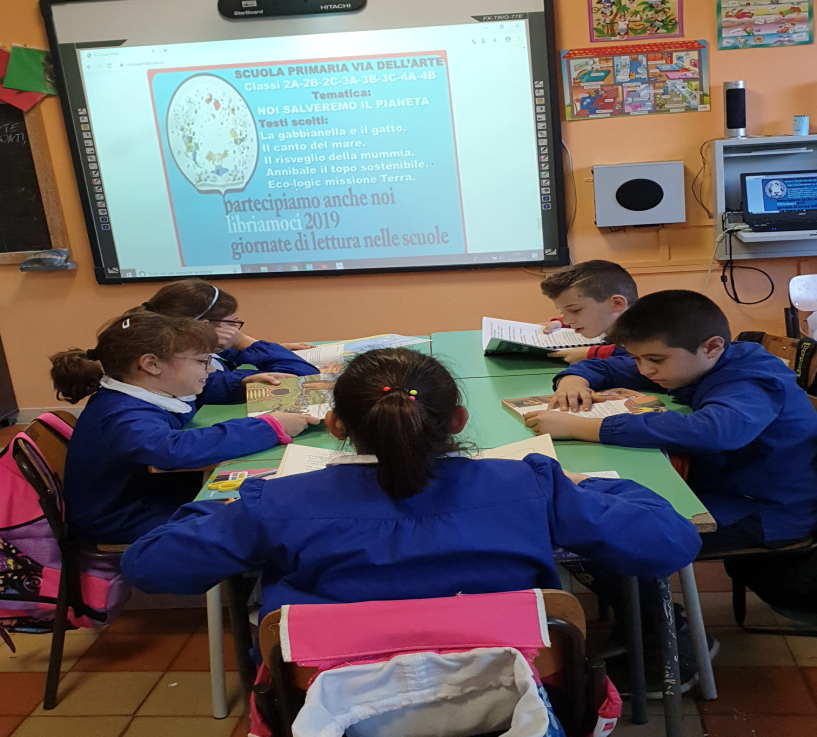 StarBoard
HITACHI
FX-TRIO-77E
SCUOLA PRIMARIA VIA DELL'ARTE
Classi 2A-2B-2C-3A-3B-3C-4A-4B
Tematica:
NOI SALVEREMO IL PIANETA
Testi scelti:
La gabbianella e il gatto.
Il canto del mare.
Il risveglio della mummia.
Annibale il topo sostenibile.
Eco-logic missione Terra.
partecipiamo anche noi
libriamoci 2019
giornate di lettura nelle scuole